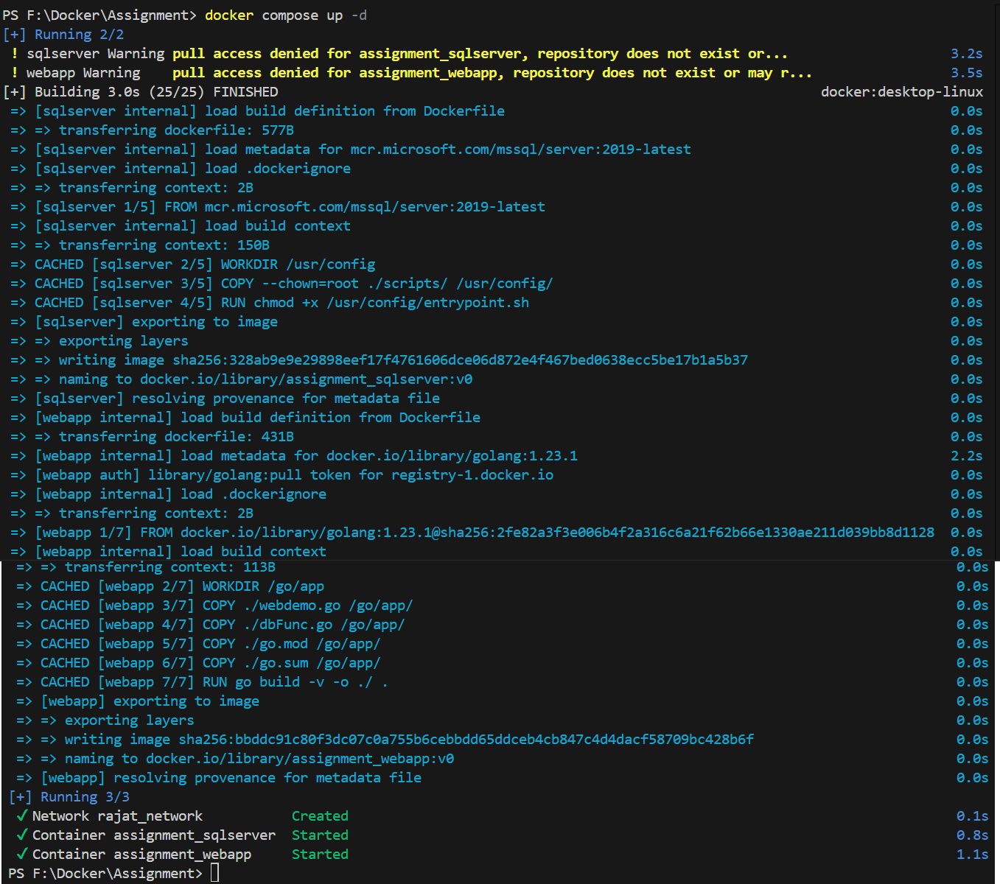 PS F:\Docker\Assignment> docker compose up -d
[+] Running 2/2
! sqlserver Warning pull access denied for assignment_sqlserver, repository does not exist or... 3.2s
! webapp Warning pull access denied for assignment_webapp, repository does not exist or may r... 3.5s
[+] Building 3.0s (25/25) FINISHED docker:desktop-linux
=> [sqlserver internal] load build definition from Dockerfile 0.0s
=> => transferring dockerfile: 577B 0.0s
=> [sqlserver internal] load metadata for mcr.microsoft.com/mssql/server:2019-latest 0.0s
=> [sqlserver internal] load .dockerignore 0.0s
=> => transferring context: 2B 0.0s
=> [sqlserver 1/5] FROM mcr.microsoft.com/mssql/server:2019-latest 0.0s
=> [sqlserver internal] load build context 0.0s
=> => transferring context: 150B 0.0s
=> CACHED [sqlserver 2/5] WORKDIR /usr/config 0.0s
=> CACHED [sqlserver 3/5] COPY --chown=root ./scripts/ /usr/config/ 0.0s
=> CACHED [sqlserver 4/5] RUN chmod +x /usr/config/entrypoint.sh 0.0s
=> [sqlserver] exporting to image 0.0s
=> => exporting layers 0.0s
=> => writing image sha256:328ab9e9e29898eef17f4761606dce06d872e4f467bed0638ecc5be17b1a5b37 0.0s
=> => naming to docker.io/library/assignment_sqlserver:v0 0.0s
=> [sqlserver] resolving provenance for metadata file 0.0s
=> [webapp internal] load build definition from Dockerfile 0.0s
=> => transferring dockerfile: 431B 0.0s
=> [webapp internal] load metadata for docker.io/library/golang:1.23.1 2.2s
=> [webapp auth] library/golang:pull token for registry-1.docker.io 0.0s
=> [webapp internal] load .dockerignore 0.0s
=> => transferring context: 2B 0.0s
=> [webapp 1/7] FROM docker.io/library/golang:1.23.1@sha256:2fe82a3f3e006b4f2a316c6a21f62b66e1330ae211d039bb8d1128 0.0s
=> [webapp internal] load build context 0.0s
=> => transferring context: 113B 0.0s
=> CACHED [webapp 2/7] WORKDIR /go/app 0.0s
=> CACHED [webapp 3/7] COPY ./webdemo.go /go/app/ 0.0s
=> CACHED [webapp 4/7] COPY ./dbFunc.go /go/app/ 0.0s
=> CACHED [webapp 5/7] COPY ./go.mod /go/app/ 0.0s
=> CACHED [webapp 6/7] COPY ./go.sum /go/app/ 0.0s
=> CACHED [webapp 7/7] RUN go build -v -o ./ . 0.0s
=> [webapp] exporting to image 0.0s
=> => exporting layers 0.0s
=> => writing image sha256:bbddc91c80f3dc07c0a755b6cebbdd65ddceb4cb847c4d4dacf58709bc428b6f 0.0s
=> => naming to docker.io/library/assignment_webapp:v0 0.0s
=> [webapp] resolving provenance for metadata file 0.0s
[+] Running 3/3
✓ Network rajat_network Created 0.1s
✓ Container assignment_sqlserver Started 0.8s
✓ Container assignment_webapp Started 1.1s
PS F:\Docker\Assignment>